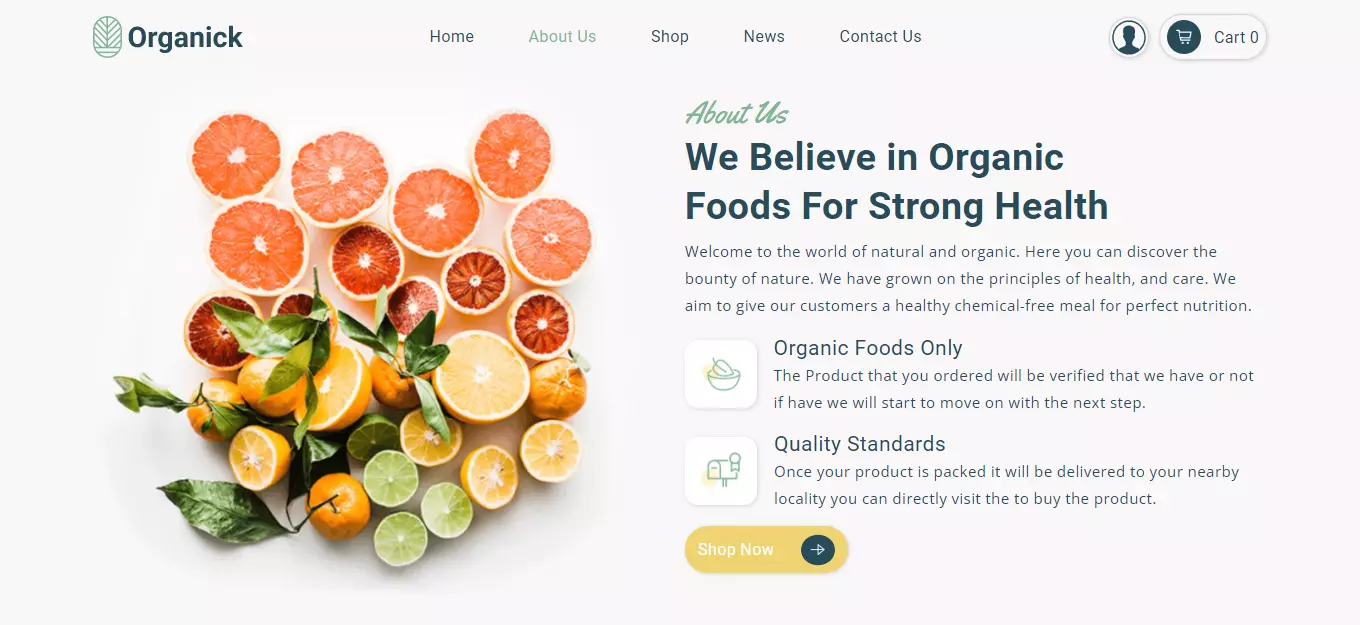 Organick
Home
About Us
Shop
News
Contact Us
Cart 0
About Us
We Believe in Organic
Foods For Strong Health
Welcome to the world of natural and organic. Here you can discover the
bounty of nature. We have grown on the principles of health, and care. We
aim to give our customers a healthy chemical-free meal for perfect nutrition.
Organic Foods Only
The Product that you ordered will be verified that we have or not
if have we will start to move on with the next step.
Quality Standards
Once your product is packed it will be delivered to your nearby
locality you can directly visit the to buy the product.
Shop Now